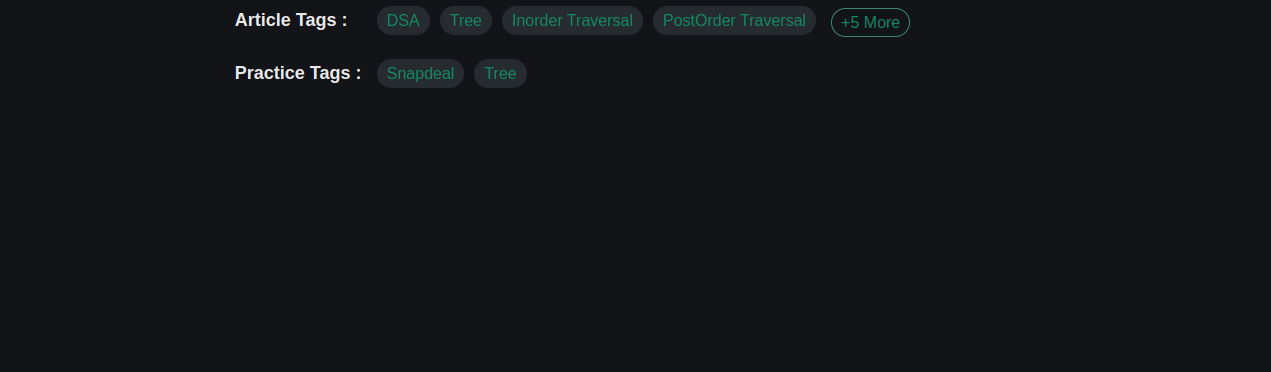 Article Tags : DSA Tree Inorder Traversal PostOrder Traversal +5 More
Practice Tags : Snapdeal Tree